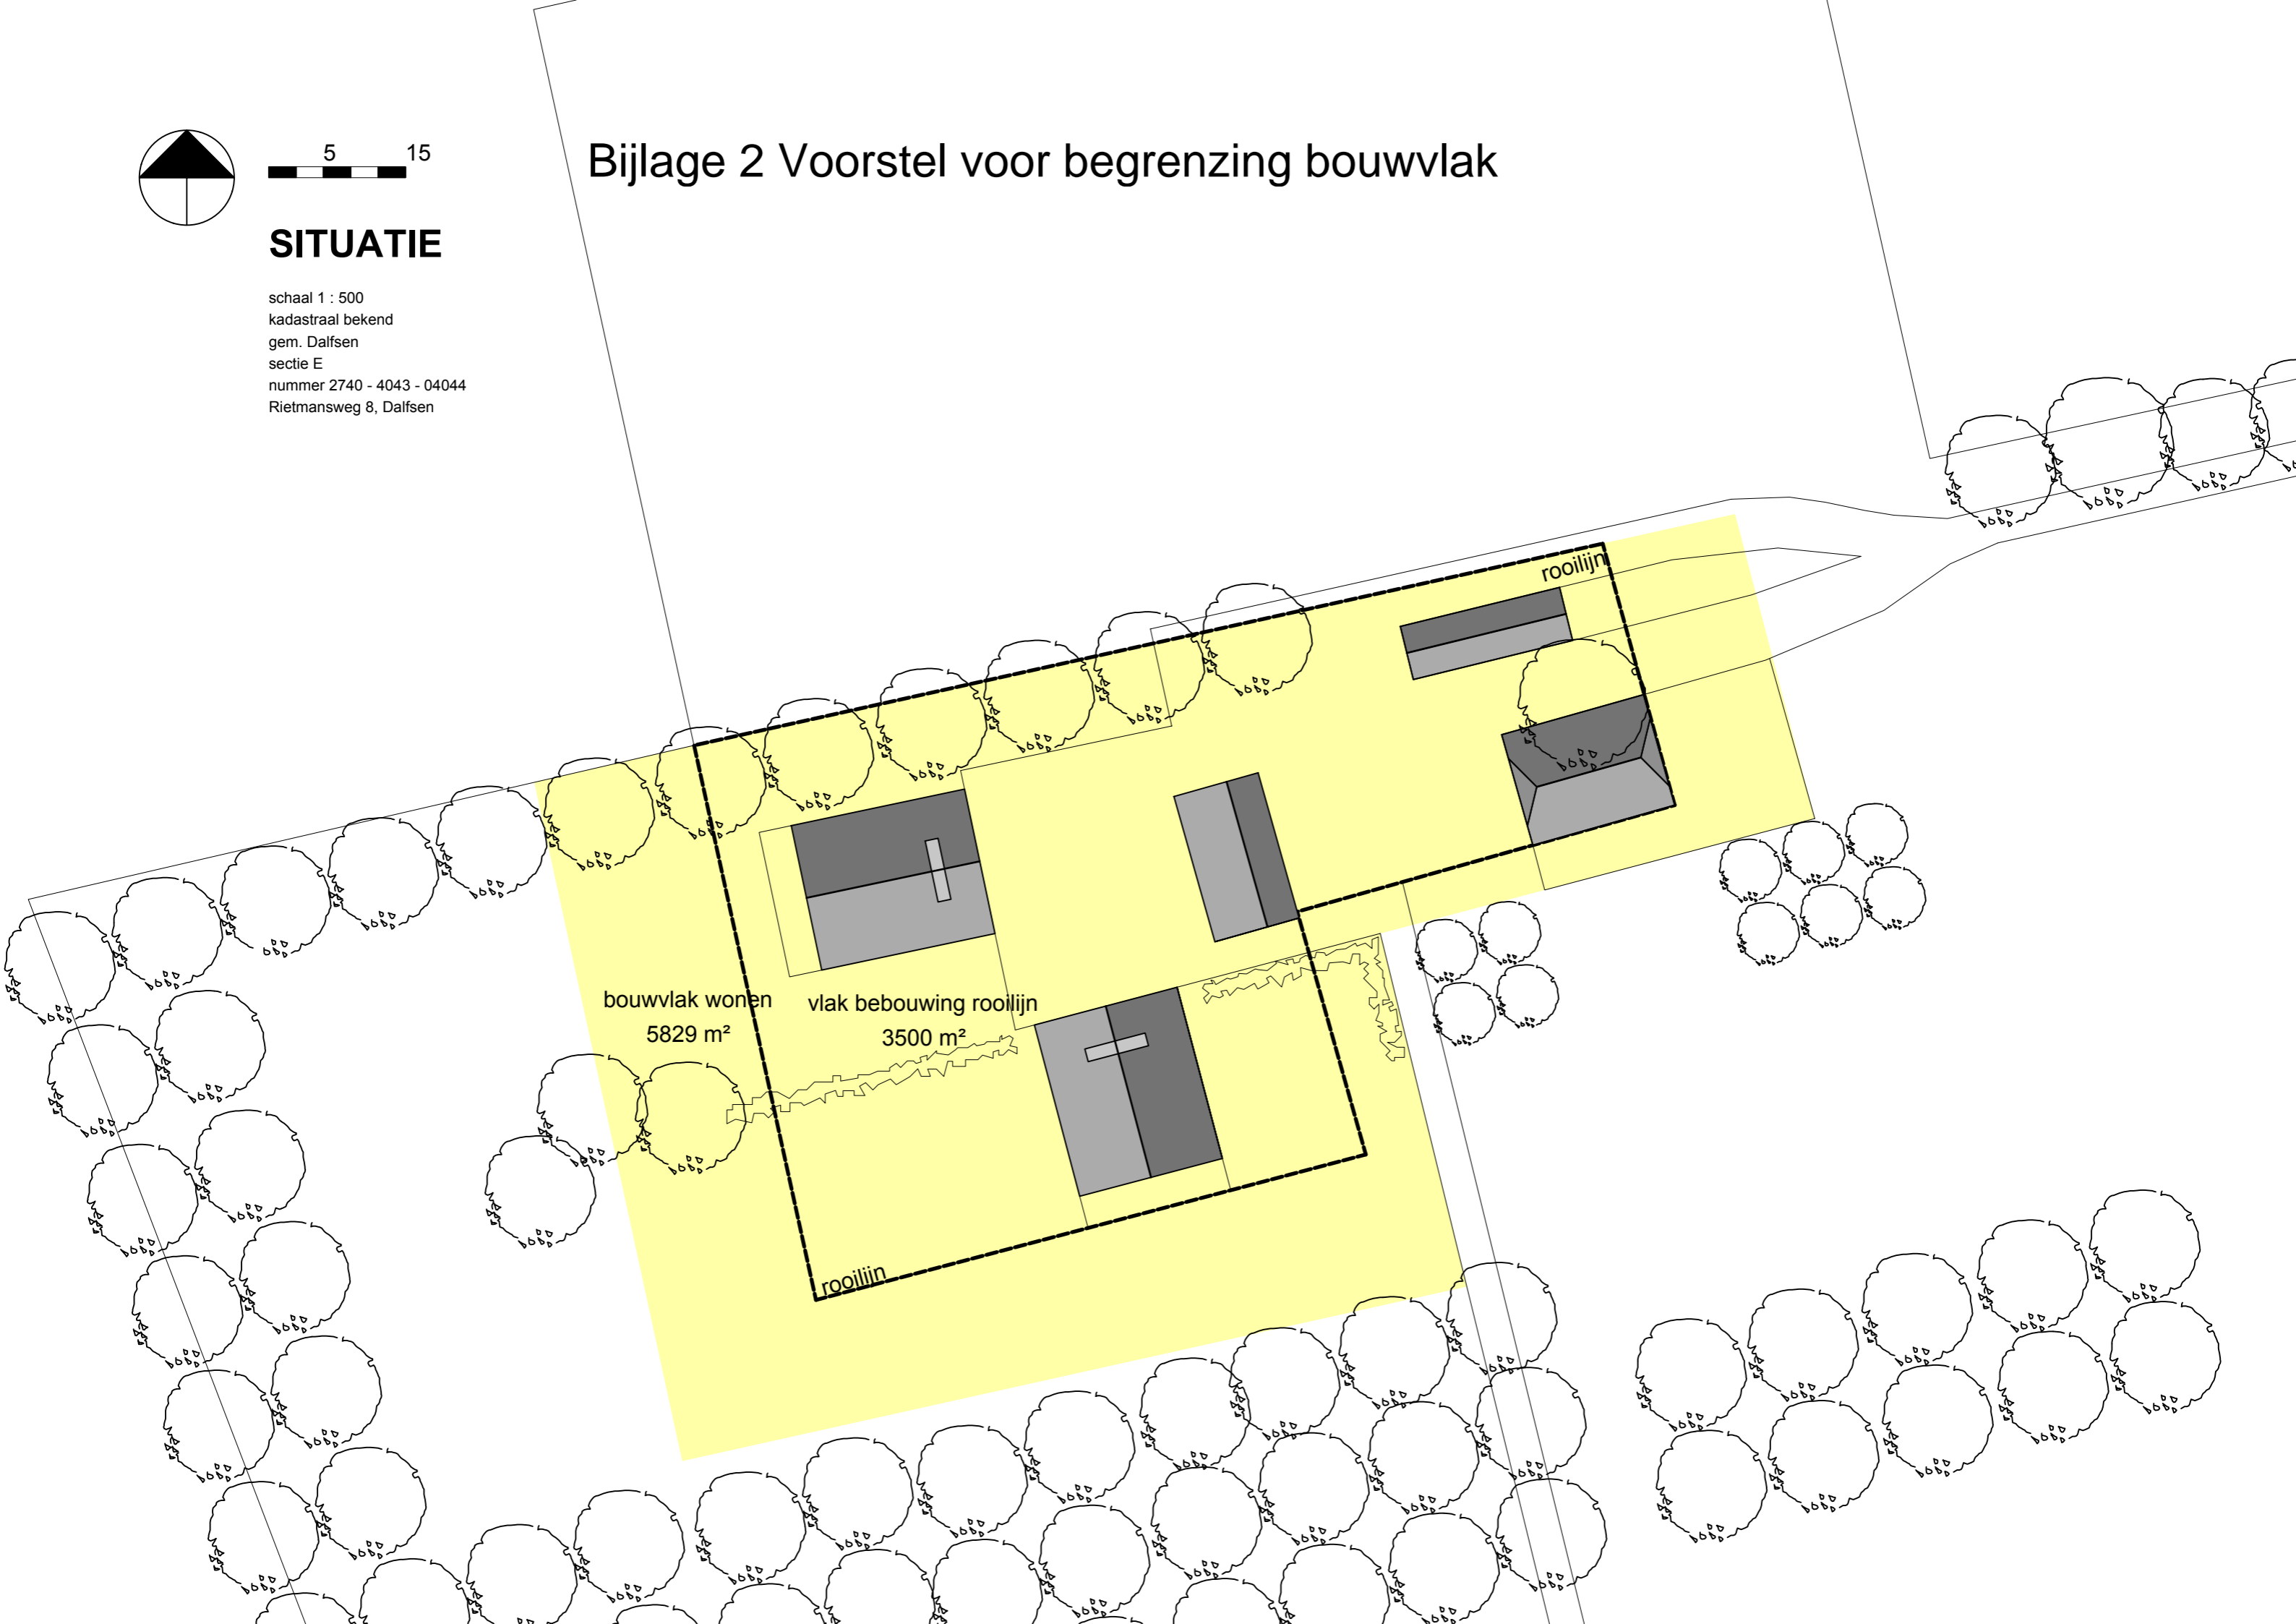 5 15
Bijlage 2 Voorstel voor begrenzing bouwvlak
SITUATIE
schaal 1 : 500
kadastraal bekend
gem. Dalfsen
sectie E
nummer 2740 - 4043 - 04044
Rietmansweg 8, Dalfsen
rooilijn
bouwvlak wonen
5829 m²
vlak bebouwing rooilijn
3500 m²
rooilijn